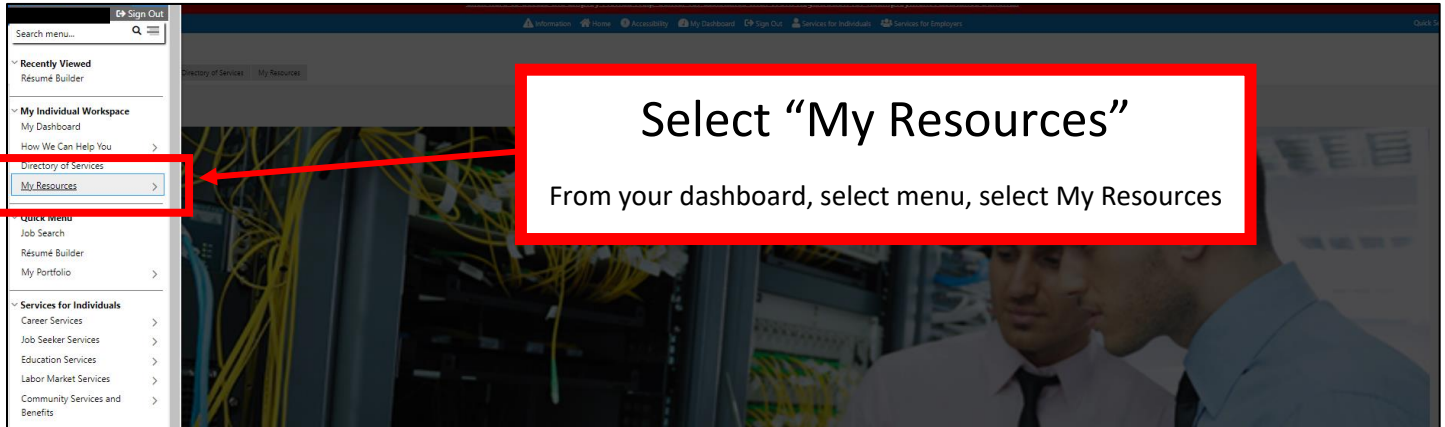 Sign Out
Information Home Accessibility My Dashboard Sign Out Services for Individuals Services for Employers
Search menu...
Recently Viewed
Résumé Builder
Directory of Services My Resources
My Individual Workspace
My Dashboard
How We Can Help You
Directory of Services
My Resources
Quick Menu
Job Search
Résumé Builder
My Portfolio
Services for Individuals
Career Services
Job Seeker Services
Education Services
Labor Market Services
Community Services and
Benefits
Select “My Resources”
From your dashboard, select menu, select My Resources